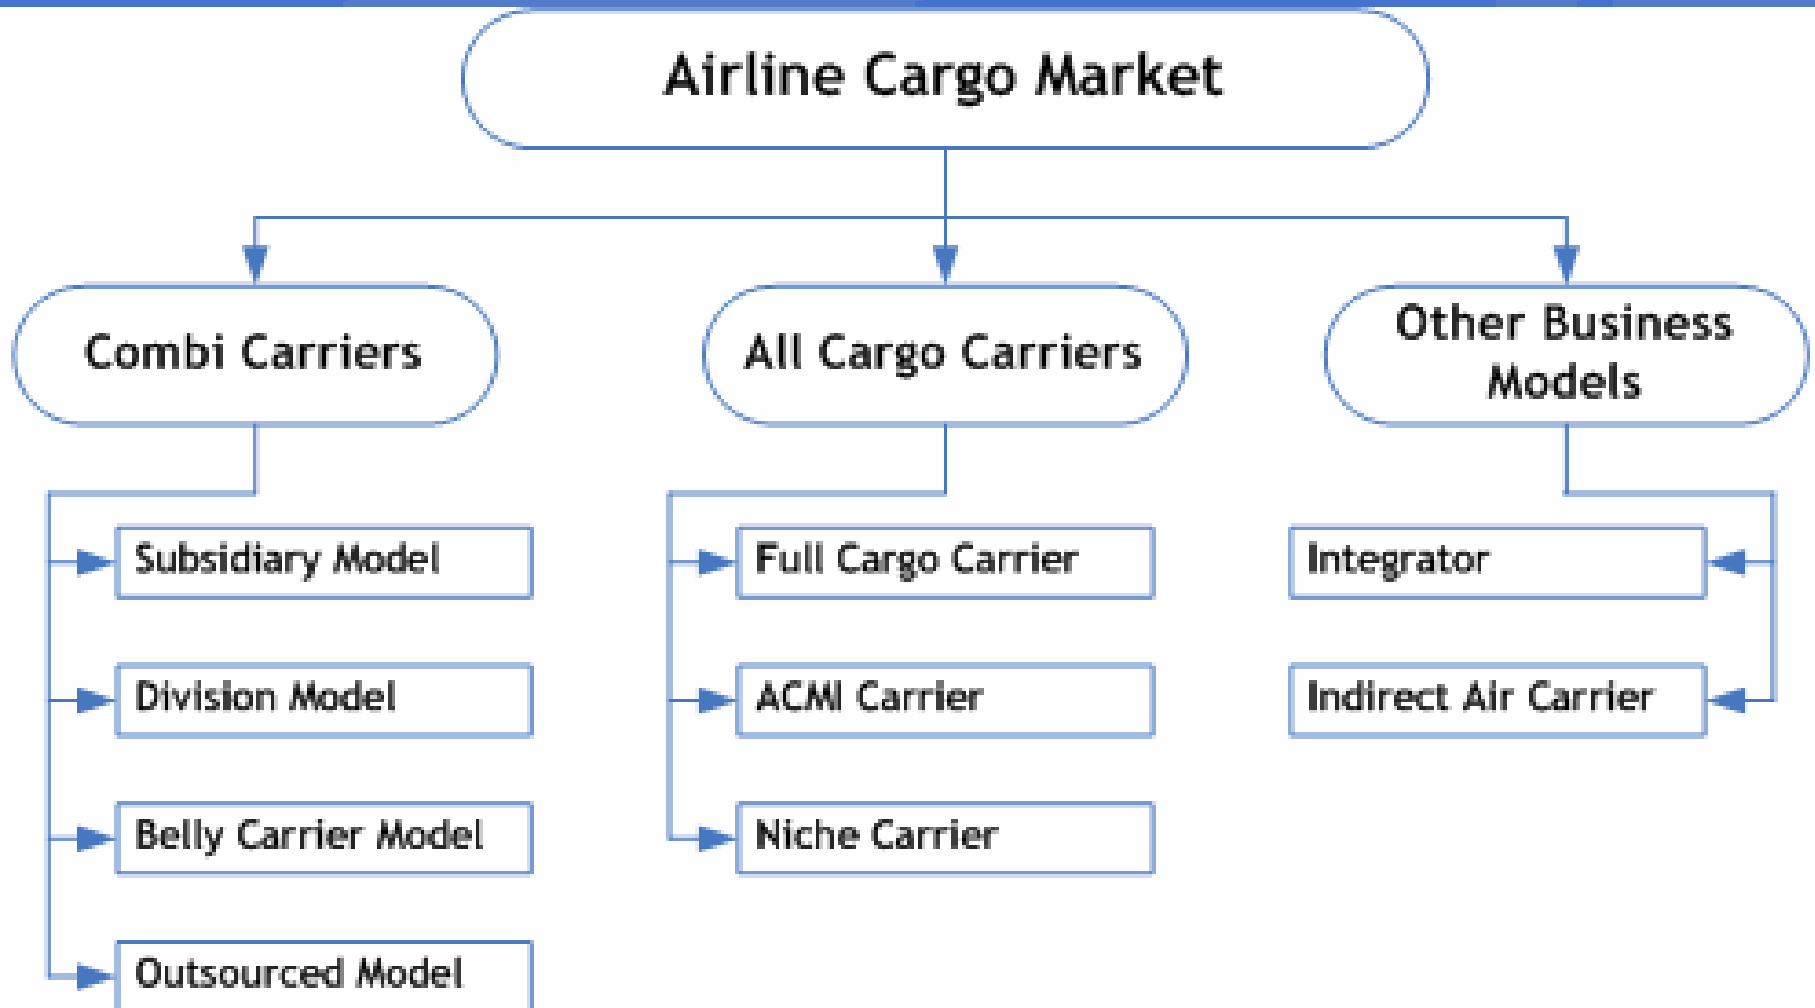 Airline Cargo Market
Combi Carriers
All Cargo Carriers
Other Business
Models
Subsidiary Model
Division Model
Belly Carrier Model
Outsourced Model
Full Cargo Carrier
ACMI Carrier
Niche Carrier
Integrator
Indirect Air Carrier